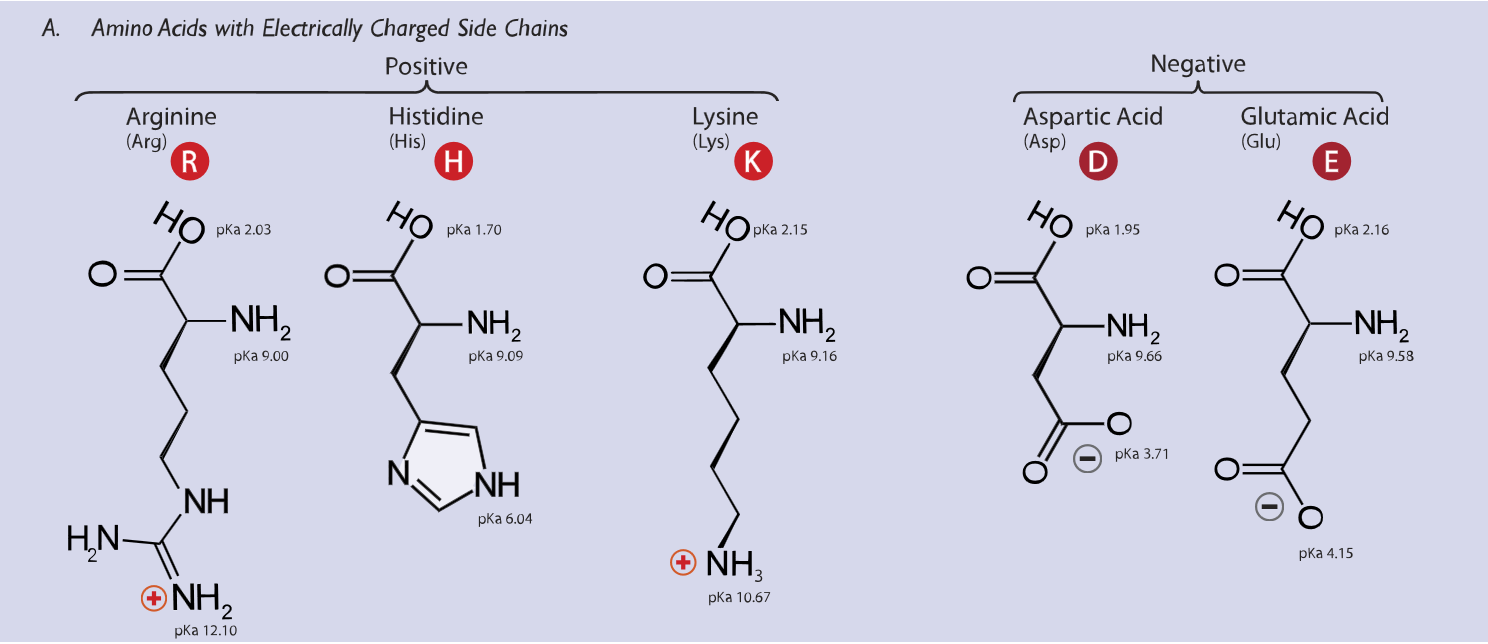 A. Amino Acids with Electrically Charged Side Chains
Positive
Negative
Arginine
(Arg)
R
Histidine
(His)
H
Lysine
(Lys)
K
Aspartic Acid
(Asp)
D
Glutamic Acid
(Glu)
E
HO
pKa 2.03
O
NH2
pKa 9.00
NH
H2N
+ NH2
pKa 12.10
HO
pKa 1.70
O
NH2
pKa 9.09
N
NH
pKa 6.04
HO
pKa 2.15
O
NH2
pKa 9.16
+ NH3
pKa 10.67
HO
pKa 1.95
O
NH2
pKa 9.66
O
− pKa 3.71
O
HO
pKa 2.16
O
NH2
pKa 9.58
O
− O
pKa 4.15